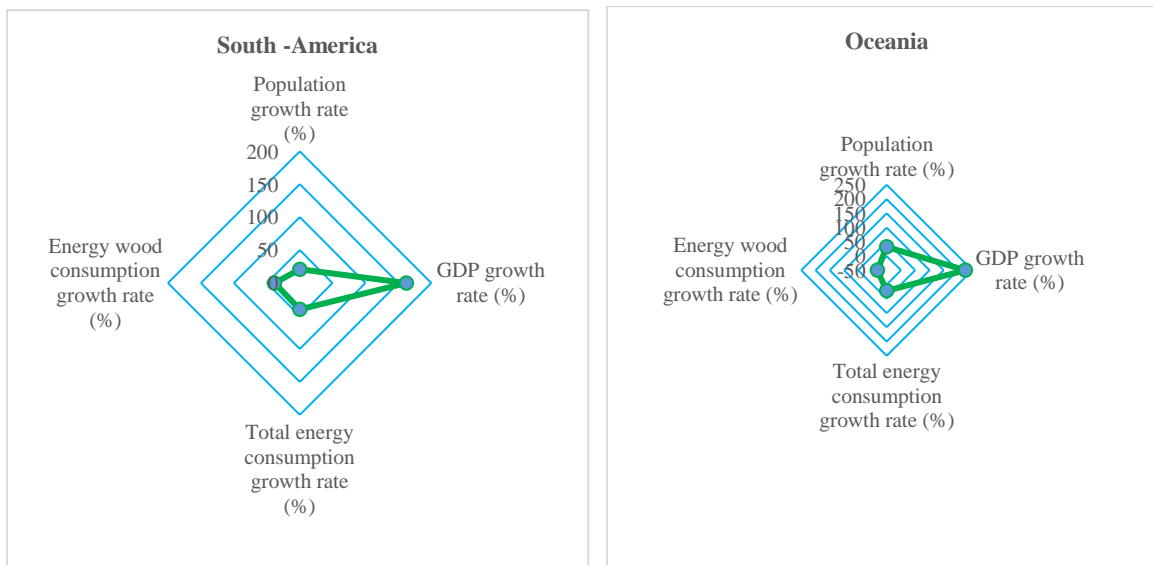 South -America
Population
growth rate
(%)
200
150
100
50
0
Energy wood
consumption
growth rate
(%)
GDP growth
rate (%)
Total energy
consumption
growth rate
(%)
Oceania
Population
growth rate (%)
250
200
150
100
50
0
-50
Energy wood
consumption
growth rate (%)
GDP growth
rate (%)
Total energy
consumption
growth rate (%)